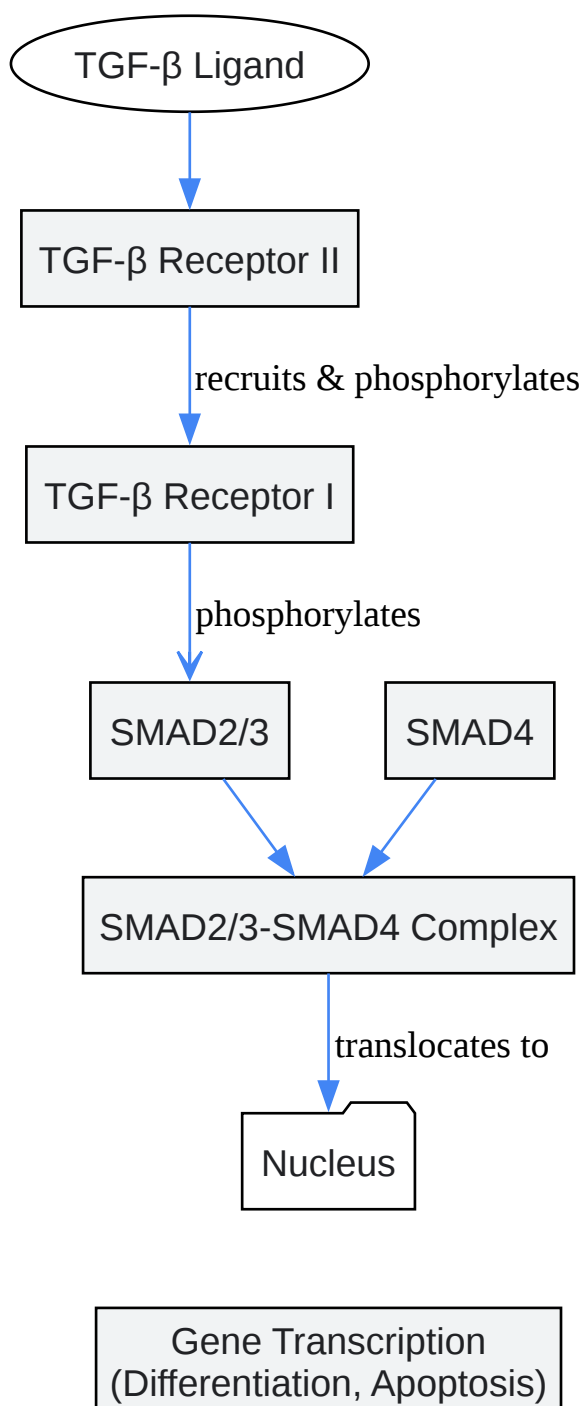 TGF-β Ligand
TGF-β Receptor II
recruits & phosphorylates
TGF-β Receptor I
phosphorylates
SMAD2/3
SMAD4
SMAD2/3-SMAD4 Complex
translocates to
Nucleus
Gene Transcription
(Differentiation, Apoptosis)